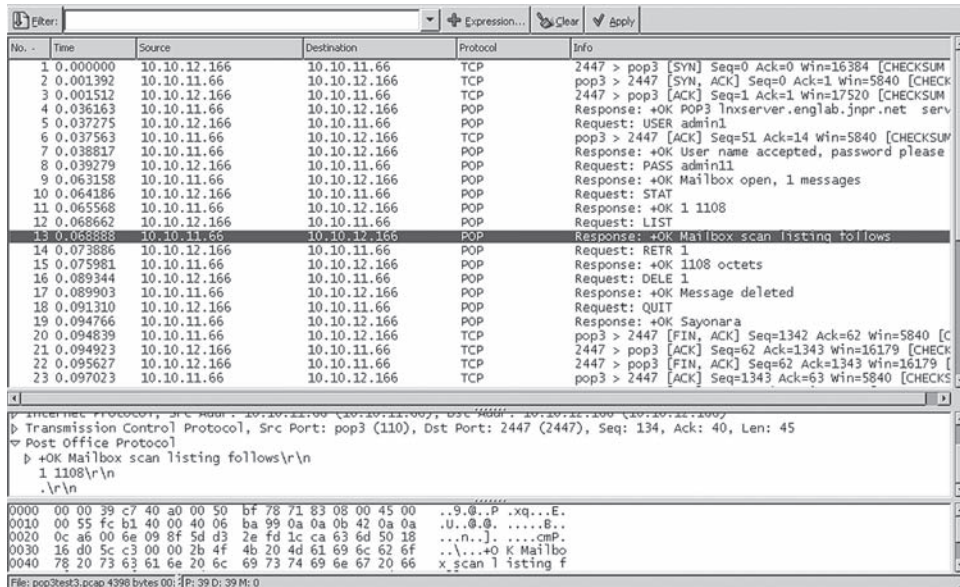 Filter: Expression... Clear Apply
No. - Time Source Destination Protocol Info
1 0.000000 10.10.12.166 10.10.11.66 TCP 2447 > pop3 [SYN] Seq=0 Ack=0 Win=16384 [CHECKSUM
2 0.001392 10.10.11.66 10.10.12.166 TCP pop3 > 2447 [SYN, ACK] Seq=0 Ack=1 Win=5840 [CHECK
3 0.001512 10.10.12.166 10.10.11.66 TCP 2447 > pop3 [ACK] Seq=1 Ack=1 Win=17520 [CHECKSUM
4 0.036163 10.10.11.66 10.10.12.166 POP Response: +OK POP3 lnxserver.englab.jnpr.net serv
5 0.037275 10.10.12.166 10.10.11.66 POP Request: USER admin1
6 0.037563 10.10.11.66 10.10.12.166 TCP pop3 > 2447 [ACK] Seq=51 Ack=14 Win=5840 [CHECKSUM
7 0.038817 10.10.11.66 10.10.12.166 POP Response: +OK User name accepted, password please
8 0.039279 10.10.12.166 10.10.11.66 POP Request: PASS admin11
9 0.063158 10.10.11.66 10.10.12.166 POP Response: +OK Mailbox open, 1 messages
10 0.064186 10.10.12.166 10.10.11.66 POP Request: STAT
11 0.065568 10.10.11.66 10.10.12.166 POP Response: +OK 1 1108
12 0.068662 10.10.12.166 10.10.11.66 POP Request: LIST
13 0.068888 10.10.11.66 10.10.12.166 POP Response: +OK Mailbox scan listing follows
14 0.073886 10.10.12.166 10.10.11.66 POP Request: RETR 1
15 0.075981 10.10.11.66 10.10.12.166 POP Response: +OK 1108 octets
16 0.089344 10.10.12.166 10.10.11.66 POP Request: DELE 1
17 0.089903 10.10.11.66 10.10.12.166 POP Response: +OK Message deleted
18 0.091310 10.10.12.166 10.10.11.66 POP Request: QUIT
19 0.094766 10.10.11.66 10.10.12.166 POP Response: +OK Sayonara
20 0.094839 10.10.11.66 10.10.12.166 TCP pop3 > 2447 [FIN, ACK] Seq=1342 Ack=62 Win=5840 [C
21 0.094923 10.10.12.166 10.10.11.66 TCP 2447 > pop3 [ACK] Seq=62 Ack=1343 Win=16179 [CHECK
22 0.095627 10.10.12.166 10.10.11.66 TCP 2447 > pop3 [FIN, ACK] Seq=62 Ack=1343 Win=16179 [
23 0.097023 10.10.11.66 10.10.12.166 TCP pop3 > 2447 [ACK] Seq=1343 Ack=63 Win=5840 [CHECKS
Internet Protocol, Src Addr: 10.10.11.66 (10.10.11.66), Dst Addr: 10.10.12.166 (10.10.12.166)
Transmission Control Protocol, Src Port: pop3 (110), Dst Port: 2447 (2447), Seq: 134, Ack: 40, Len: 45
Post Office Protocol
+OK Mailbox scan listing follows\r\n
1 1108\r\n
.\r\n
0000 00 00 39 c7 40 a0 00 50 bf 78 71 83 08 00 45 00 ..9.@..P .xq...E.
0010 00 55 fc b1 40 00 40 06 ba 99 0a 0a 0b 42 0a 0a .U..@.@. .....B..
0020 0c a6 00 6e 09 8f 5d d3 2e fd 1c ca 63 6d 50 18 ...n..]. ....cmP.
0030 16 d0 5c c3 00 00 2b 4f 4b 20 4d 61 69 6c 62 6f ..\...+O K Mailbo
0040 78 20 73 63 61 6e 20 6c 69 73 74 69 6e 67 20 66 x scan l isting f
File: pop3test3.pcap 4398 bytes 00: P: 39 D: 39 M: 0